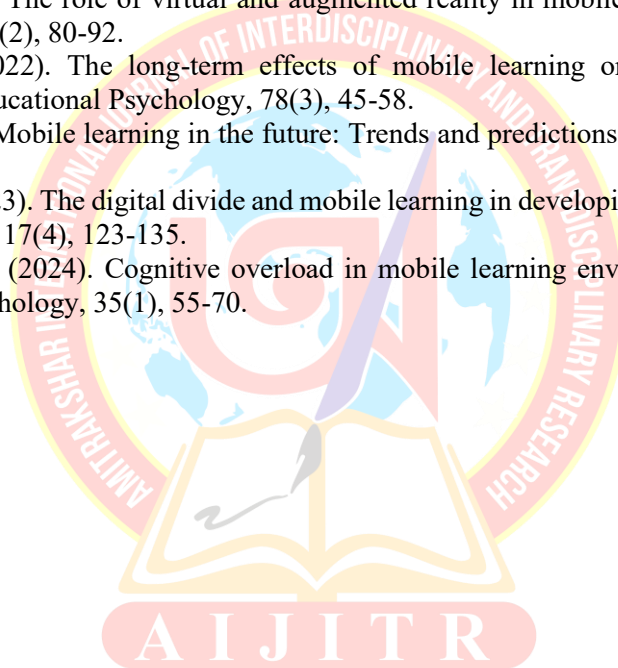 The role of virtual and augmented reality in mobile
(2), 80-92.
022). The long-term effects of mobile learning or
ucational Psychology, 78(3), 45-58.
Mobile learning in the future: Trends and predictions
23). The digital divide and mobile learning in developi
17(4), 123-135.
(2024). Cognitive overload in mobile learning env
hology, 35(1), 55-70.
AMITRAKSHAR INTERNATIONAL JOURNAL OF INTERDISCIPLINARY AND TRANSDISCIPLINARY RESEARCH
AIJITR